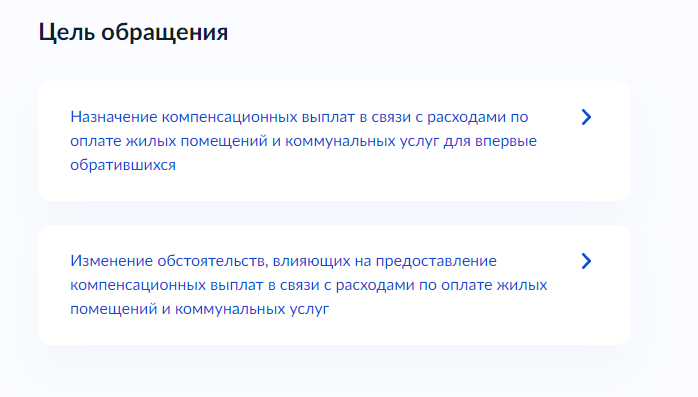 Цель обращения
Назначение компенсационных выплат в связи с расходами по
оплате жилых помещений и коммунальных услуг для впервые
обратившихся
Изменение обстоятельств, влияющих на предоставление
компенсационных выплат в связи с расходами по оплате жилых
помещений и коммунальных услуг